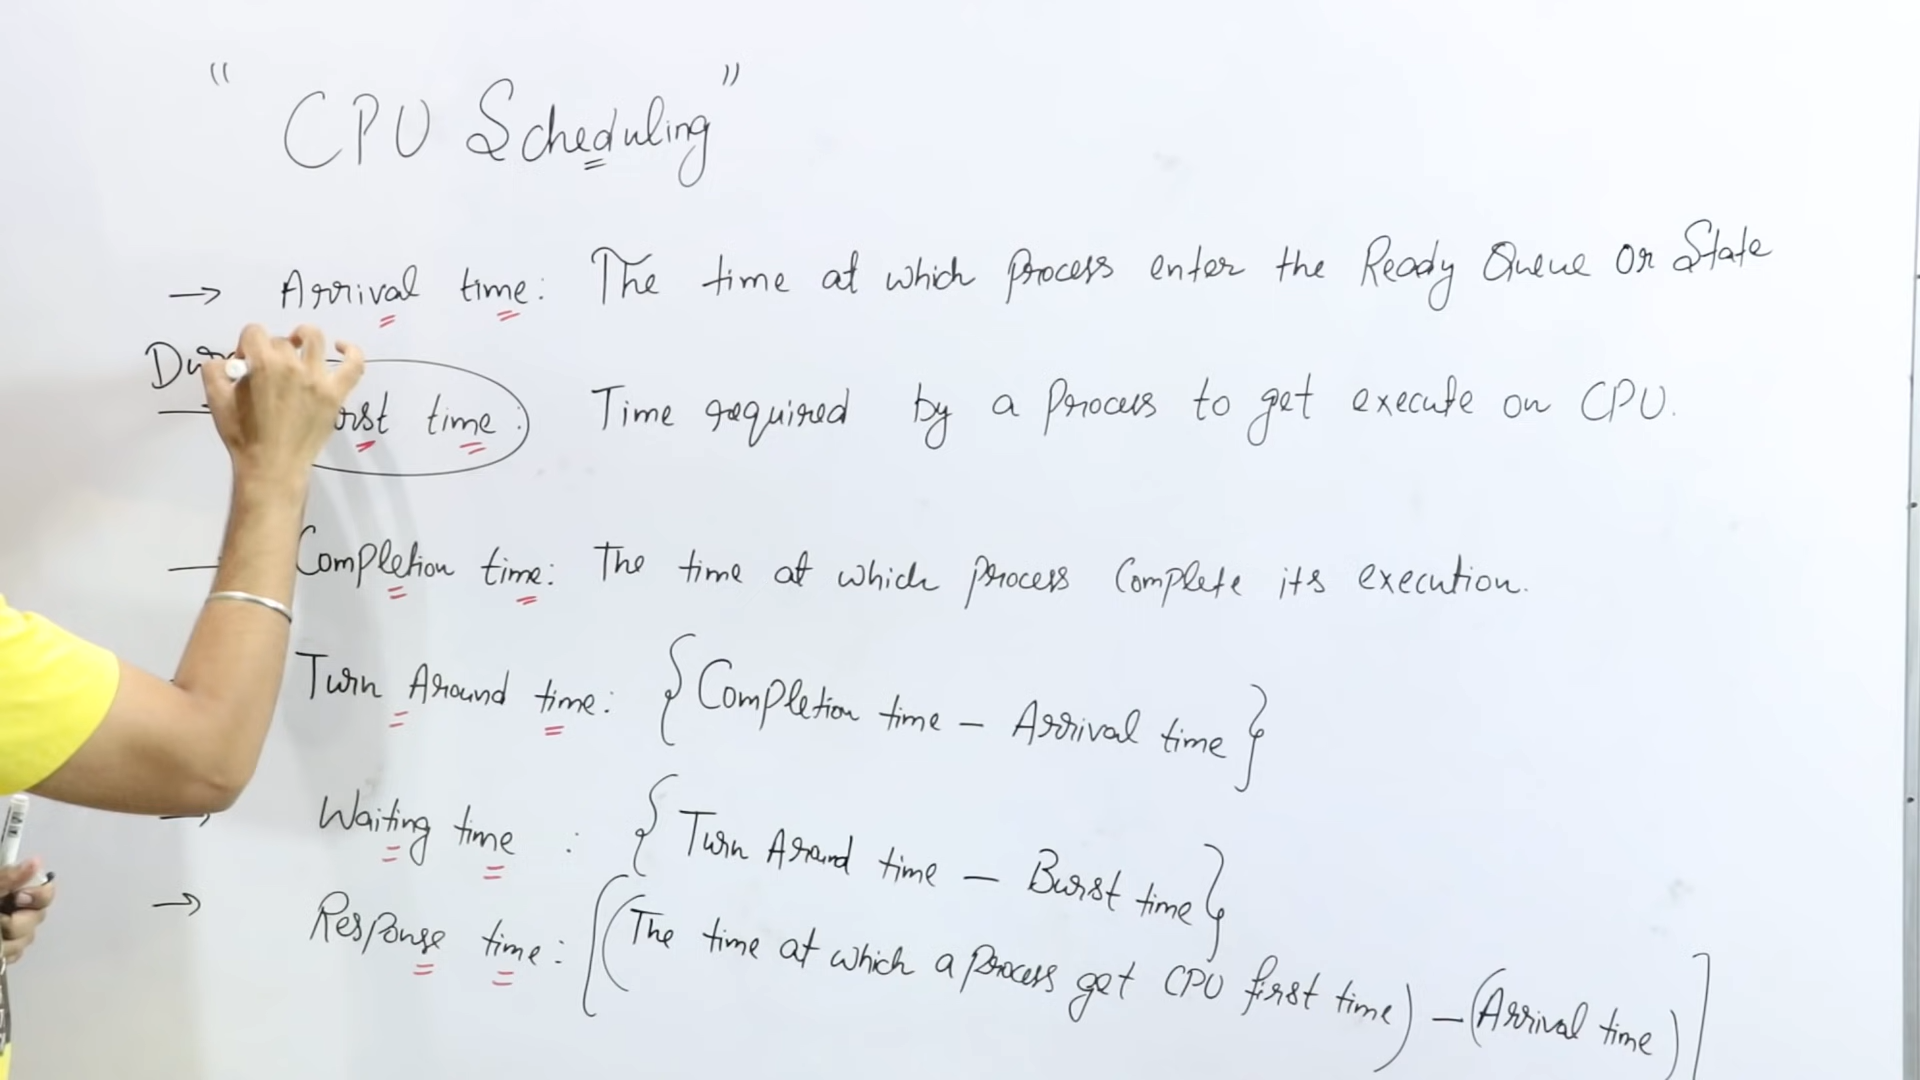 " CPU Scheduling "
→ Arrival time: The time at which process enter the Ready Queue or State
time: Time required by a process to get execute on CPU.
Completion time: The time at which process Complete its execution.
Turn Around time: {Completion time – Arrival time}
Waiting time : {Turn Around time – Burst time}
→ Response time: [(The time at which a process get CPU first time) – (Arrival time)]